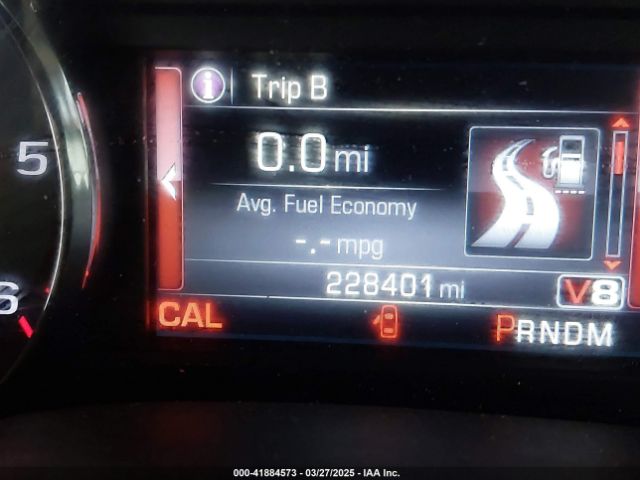 Trip B
0.0 mi
5
Avg. Fuel Economy
-.- mpg
228401 mi
V8
6
CAL
PRNDM
000-41884573 - 03/27/2025 - IAA Inc.